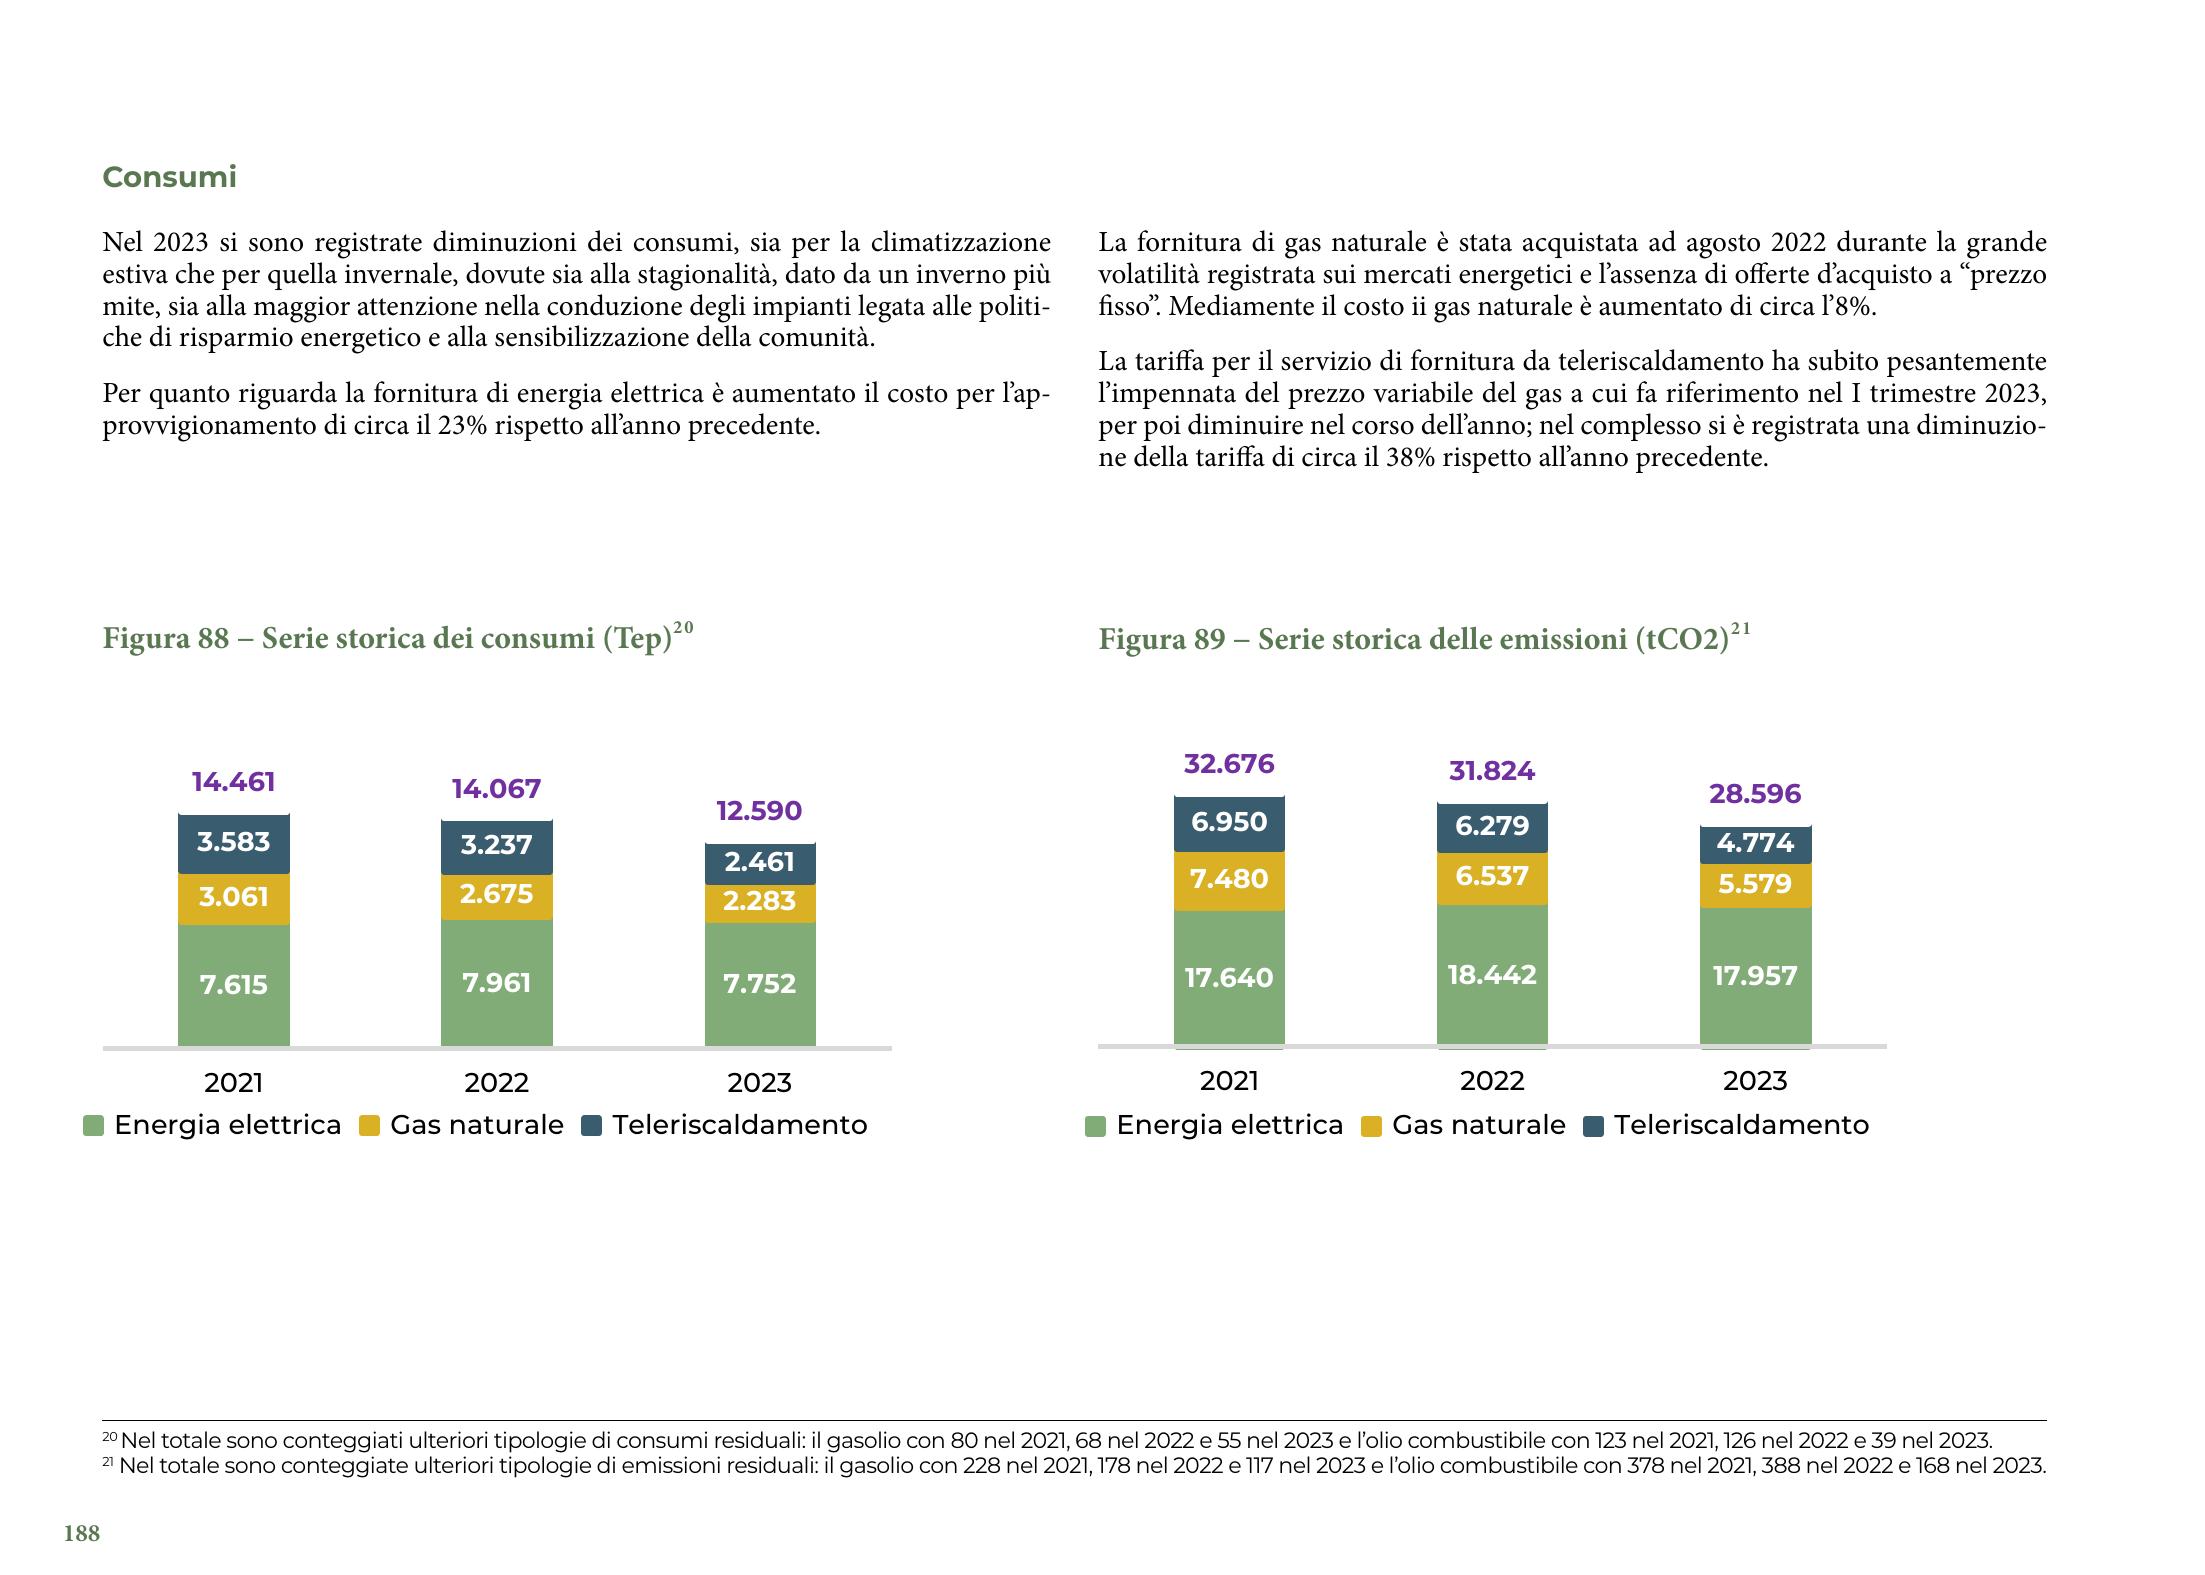 Consumi
Nel 2023 si sono registrate diminuzioni dei consumi, sia per la climatizzazione
estiva che per quella invernale, dovute sia alla stagionalità, dato da un inverno più
mite, sia alla maggior attenzione nella conduzione degli impianti legata alle politi-
che di risparmio energetico e alla sensibilizzazione della comunità.
Per quanto riguarda la fornitura di energia elettrica è aumentato il costo per l’ap-
provvigionamento di circa il 23% rispetto all’anno precedente.
La fornitura di gas naturale è stata acquistata ad agosto 2022 durante la grande
volatilità registrata sui mercati energetici e l’assenza di offerte d’acquisto a “prezzo
fisso”. Mediamente il costo ii gas naturale è aumentato di circa l’8%.
La tariffa per il servizio di fornitura da teleriscaldamento ha subito pesantemente
l’impennata del prezzo variabile del gas a cui fa riferimento nel I trimestre 2023,
per poi diminuire nel corso dell’anno; nel complesso si è registrata una diminuzio-
ne della tariffa di circa il 38% rispetto all’anno precedente.
Figura 88 – Serie storica dei consumi (Tep)20
14.461 14.067 12.590
3.583 3.237 2.461
3.061 2.675 2.283
7.615 7.961 7.752
2021 2022 2023
Energia elettrica Gas naturale Teleriscaldamento
Figura 89 – Serie storica delle emissioni (tCO2)21
32.676 31.824 28.596
6.950 6.279 4.774
7.480 6.537 5.579
17.640 18.442 17.957
2021 2022 2023
Energia elettrica Gas naturale Teleriscaldamento
20 Nel totale sono conteggiati ulteriori tipologie di consumi residuali: il gasolio con 80 nel 2021, 68 nel 2022 e 55 nel 2023 e l’olio combustibile con 123 nel 2021, 126 nel 2022 e 39 nel 2023.
21 Nel totale sono conteggiate ulteriori tipologie di emissioni residuali: il gasolio con 228 nel 2021, 178 nel 2022 e 117 nel 2023 e l’olio combustibile con 378 nel 2021, 388 nel 2022 e 168 nel 2023.
188